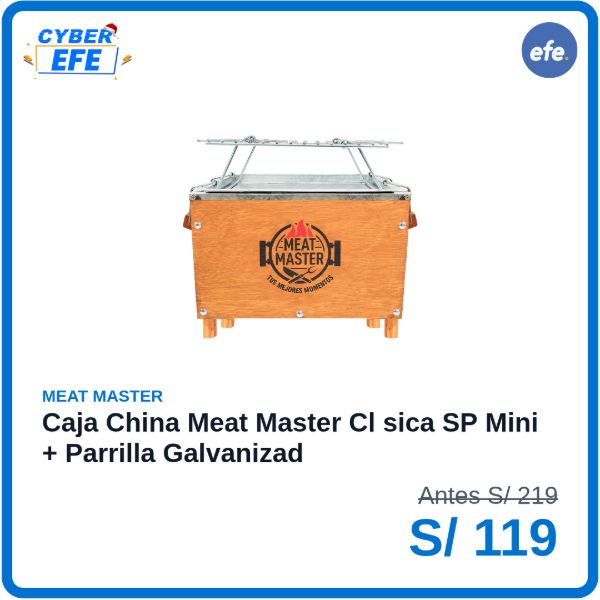 CYBER
EFE
efe.
MEAT
MASTER
TUS MEJORES MOMENTOS
MEAT MASTER
Caja China Meat Master Cl sica SP Mini
+ Parrilla Galvanizad
Antes S/ 219
S/ 119